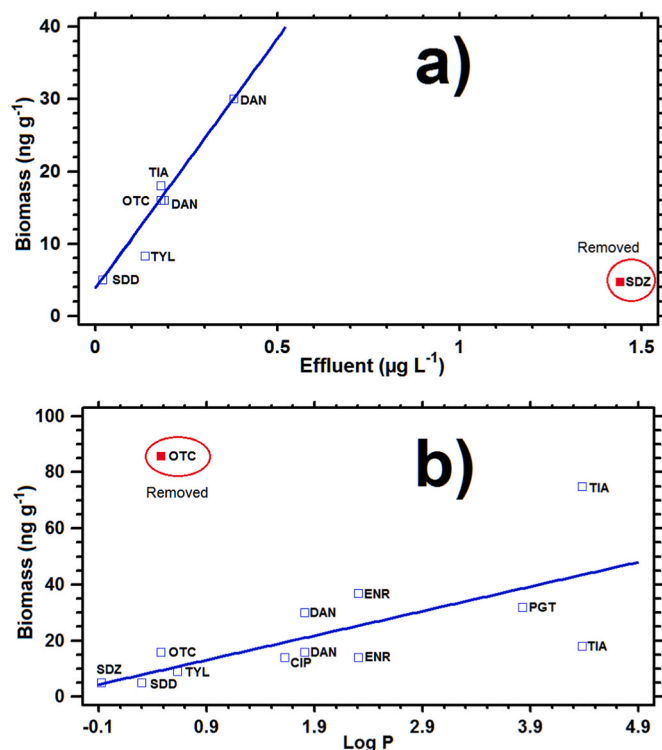 a)
40
30
20
10
0
Biomass (ng g⁻¹)
DAN
TIA
OTC
DAN
TYL
SDD
Removed
SDZ
0
0.5
1
1.5
Effluent (µg L⁻¹)
b)
100
80
60
40
20
0
Biomass (ng g⁻¹)
OTC
Removed
TIA
ENR
DAN
PGT
OTC
DAN
CIP
ENR
TIA
SDZ
TYL
SDD
-0.1
0.9
1.9
2.9
3.9
4.9
Log P